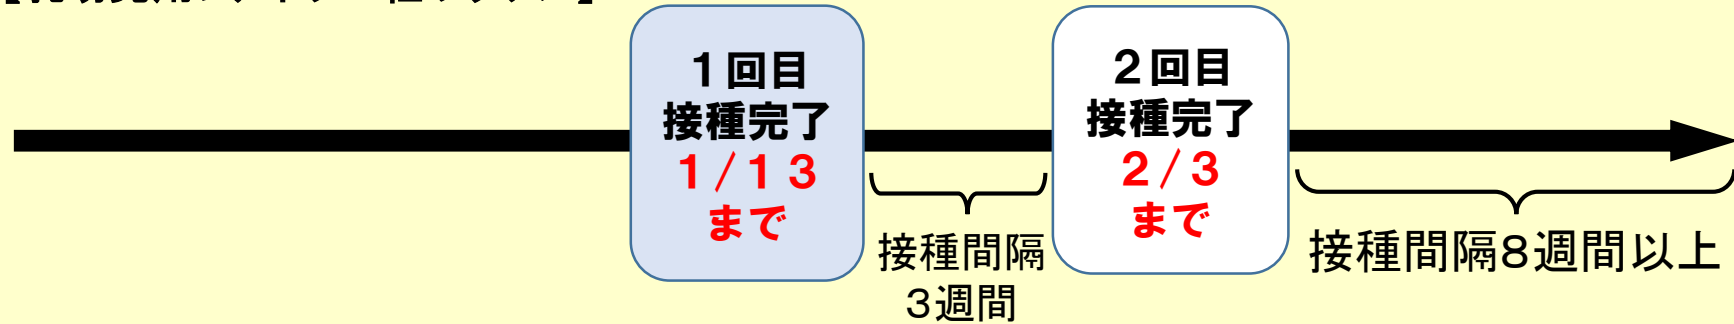 1回目
接種完了
1/13
まで
接種間隔
3週間
2回目
接種完了
2/3
まで
接種間隔8週間以上